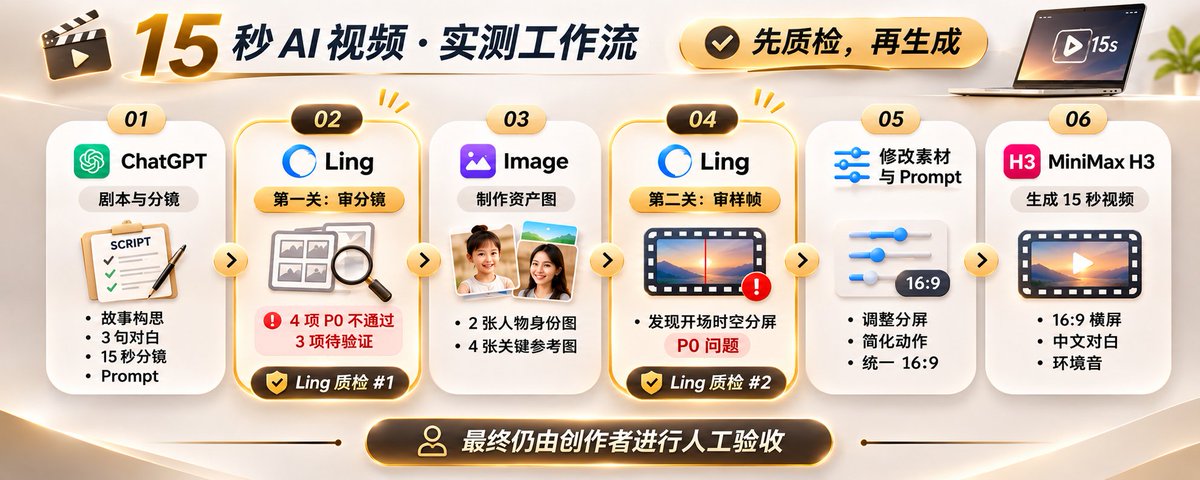 15 秒 AI 视频 · 实测工作流
先质检，再生成
15s
01
ChatGPT
剧本与分镜
SCRIPT
• 故事构思
• 3 句对白
• 15 秒分镜
• Prompt
02
Ling
第一关：审分镜
! 4 项 P0 不通过
3 项待验证
Ling 质检 #1
03
Image
制作资产图
• 2 张人物身份图
• 4 张关键参考图
04
Ling
第二关：审样帧
!
• 发现开场时空分屏
P0 问题
Ling 质检 #2
05
修改素材
与 Prompt
16:9
• 调整分屏
• 简化动作
• 统一 16:9
06
H3 MiniMax H3
生成 15 秒视频
• 16:9 横屏
• 中文对白
• 环境音
最终仍由创作者进行人工验收